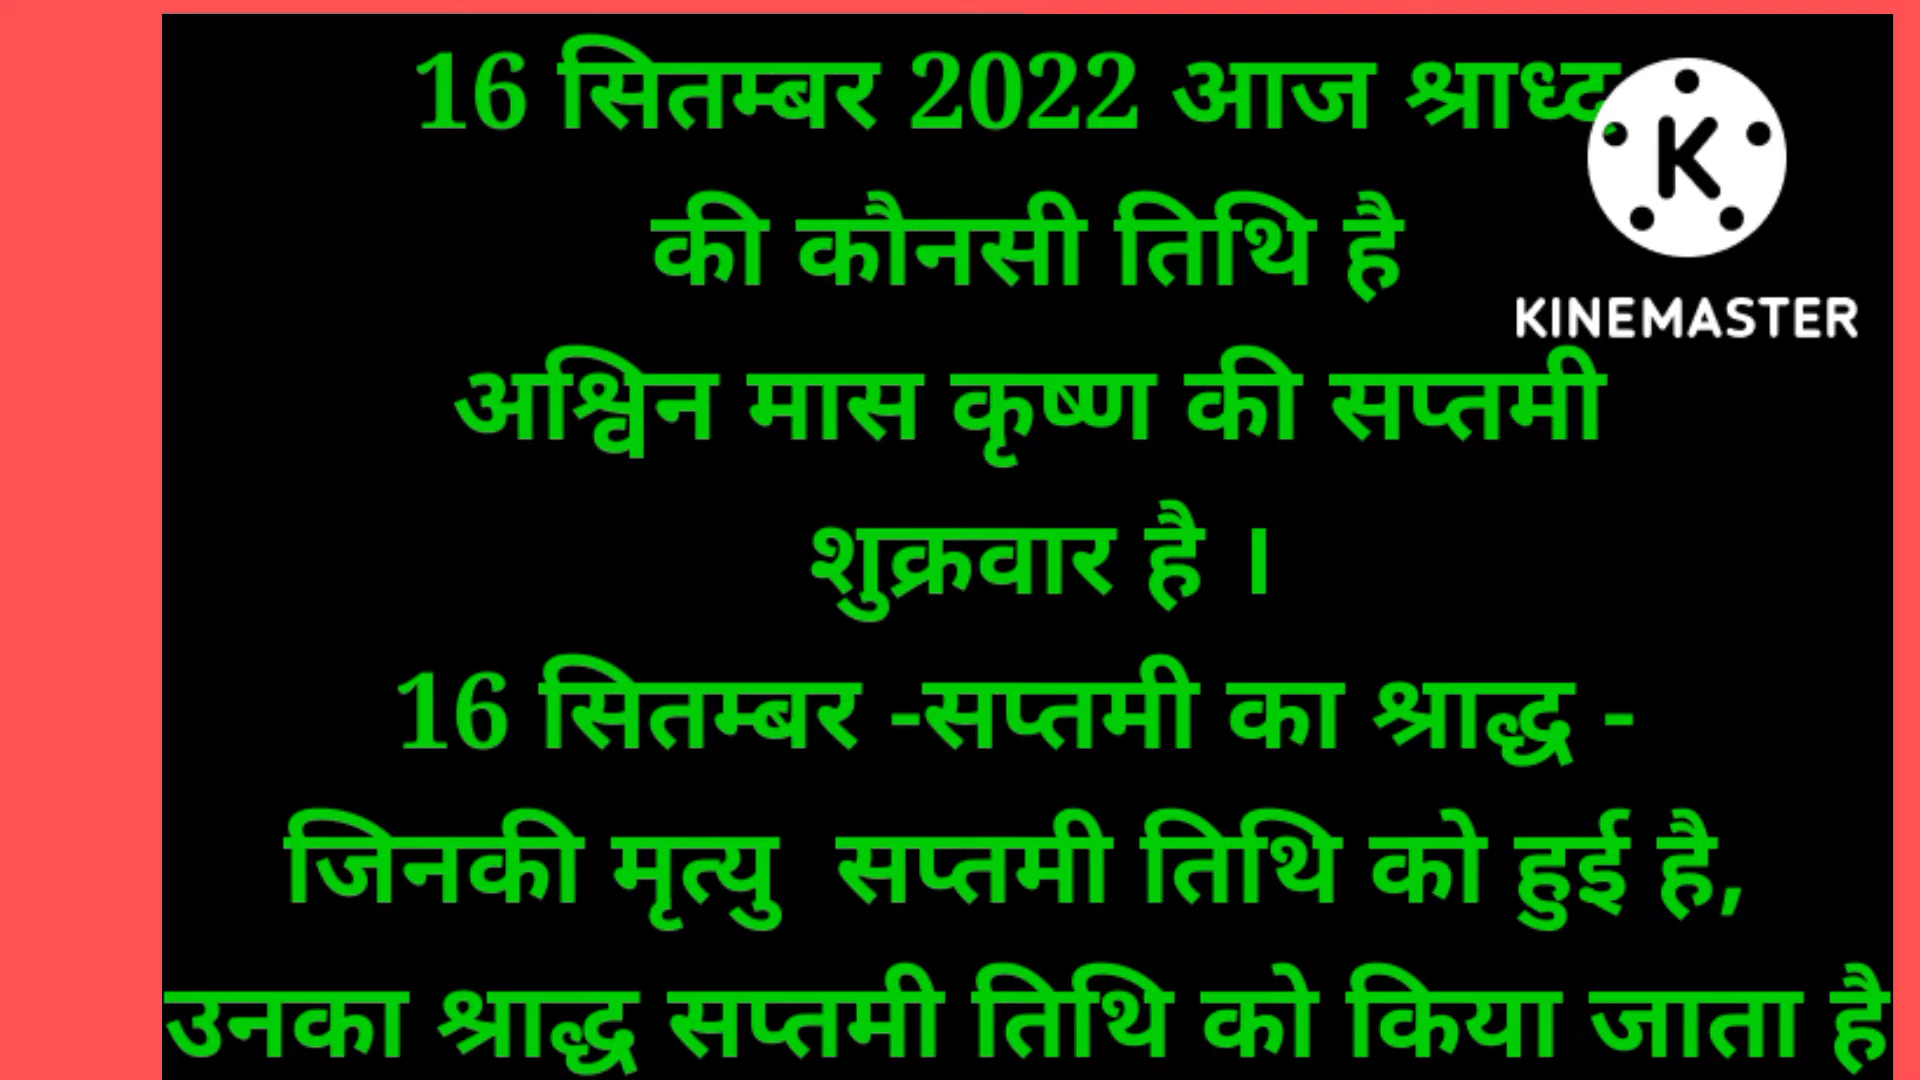 16 सितम्बर 2022 आज श्राध्द
की कौनसी तिथि है
अश्विन मास कृष्ण की सप्तमी
शुक्रवार है ।
16 सितम्बर -सप्तमी का श्राद्ध -
जिनकी मृत्यु सप्तमी तिथि को हुई है,
उनका श्राद्ध सप्तमी तिथि को किया जाता है
K
KINEMASTER